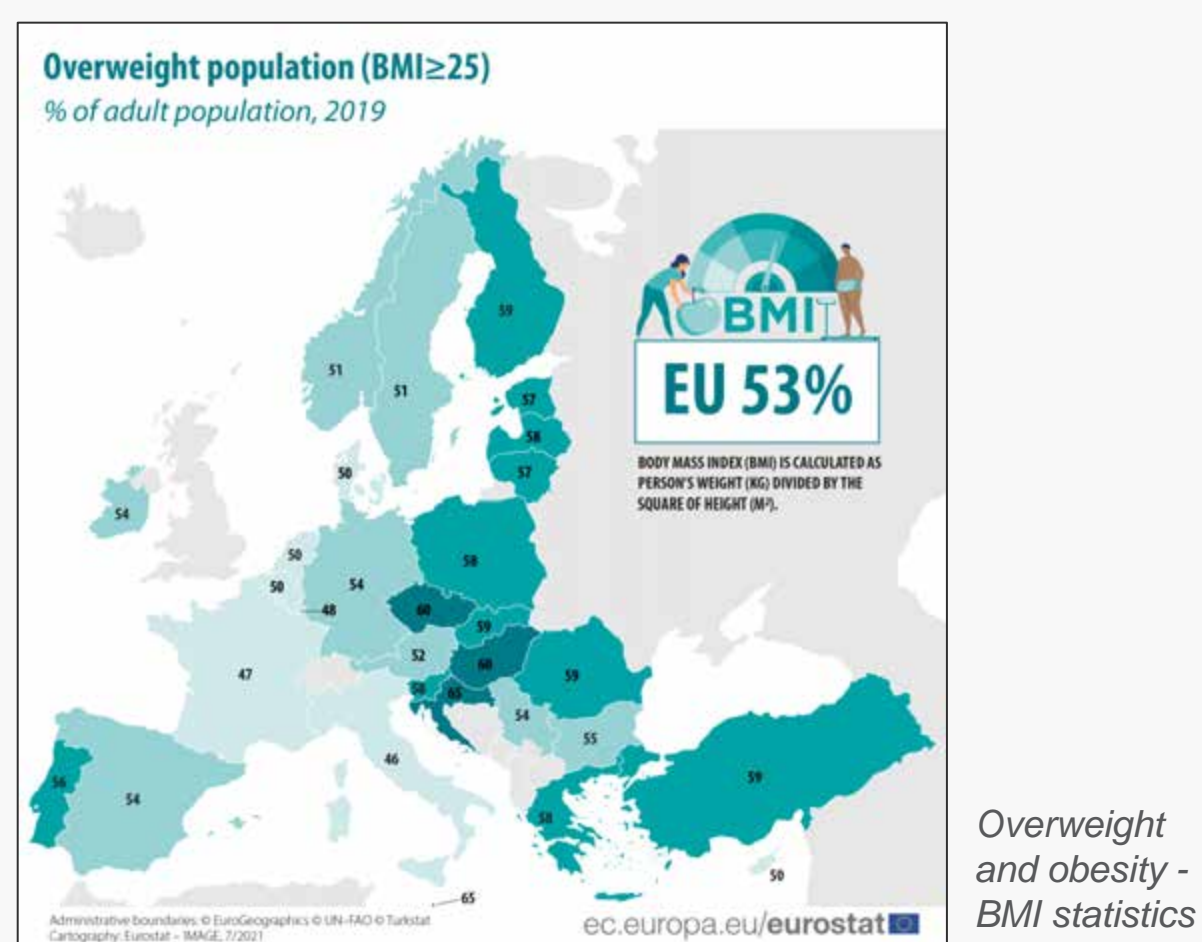 Overweight population (BMI≥25)
% of adult population, 2019
BMI
EU 53%
BODY MASS INDEX (BMI) IS CALCULATED AS
PERSON'S WEIGHT (KG) DIVIDED BY THE
SQUARE OF HEIGHT (M²).
59
51
51
57
58
57
50
54
50
58
50
54
48
60
59
52
60
47
58
65
59
54
55
46
56
54
59
58
50
65
Administrative boundaries: © EuroGeographics © UN–FAO © Turkstat
Cartography: Eurostat – IMAGE, 7/2021
ec.europa.eu/eurostat
Overweight
and obesity -
BMI statistics